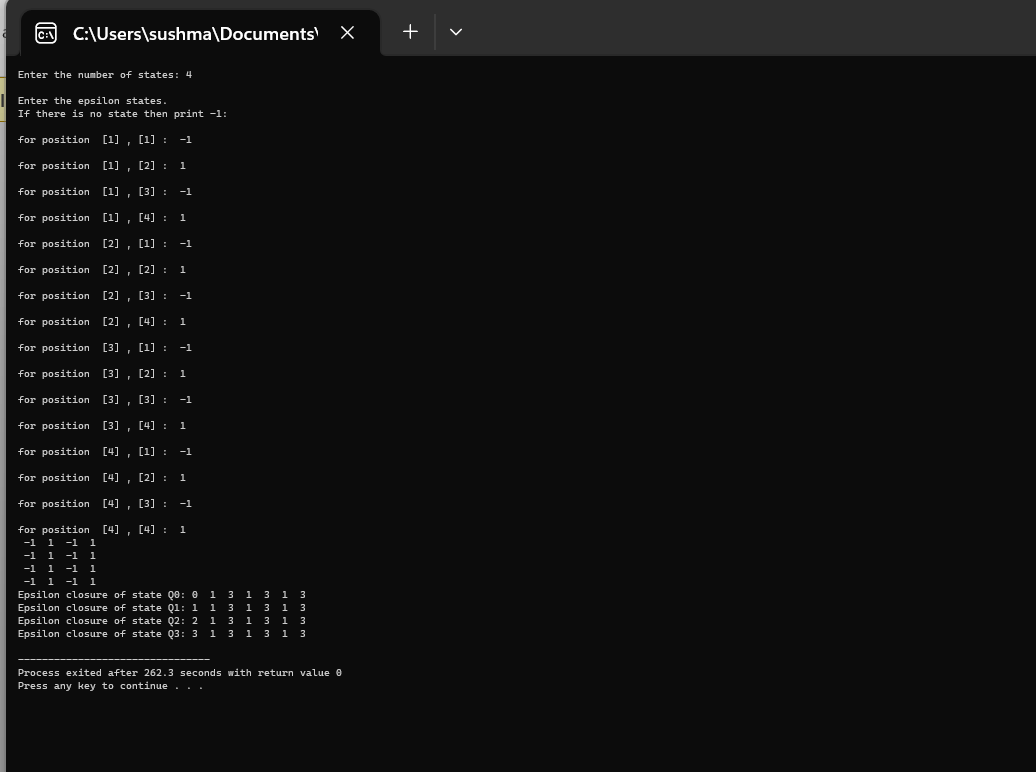 C:\Users\sushma\Documents\
Enter the number of states: 4
Enter the epsilon states.
If there is no state then print -1:
for position  [1] , [1] :  -1
for position  [1] , [2] :  1
for position  [1] , [3] :  -1
for position  [1] , [4] :  1
for position  [2] , [1] :  -1
for position  [2] , [2] :  1
for position  [2] , [3] :  -1
for position  [2] , [4] :  1
for position  [3] , [1] :  -1
for position  [3] , [2] :  1
for position  [3] , [3] :  -1
for position  [3] , [4] :  1
for position  [4] , [1] :  -1
for position  [4] , [2] :  1
for position  [4] , [3] :  -1
for position  [4] , [4] :  1
-1  1  -1  1
-1  1  -1  1
-1  1  -1  1
-1  1  -1  1
Epsilon closure of state Q0: 0  1  3  1  3  1  3
Epsilon closure of state Q1: 1  1  3  1  3  1  3
Epsilon closure of state Q2: 2  1  3  1  3  1  3
Epsilon closure of state Q3: 3  1  3  1  3  1  3
--------------------------------
Process exited after 262.3 seconds with return value 0
Press any key to continue . . .